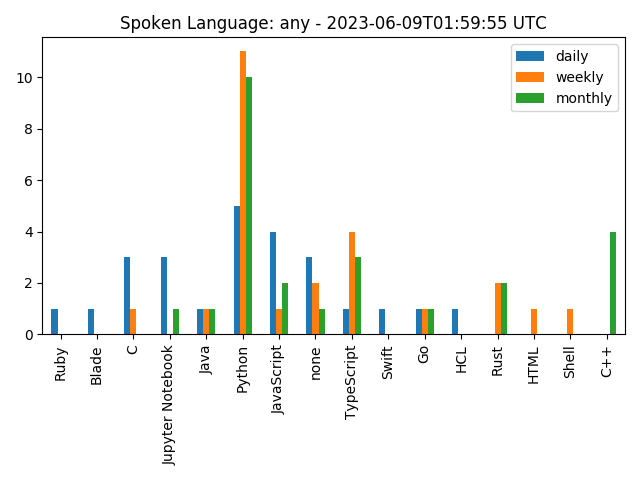 Spoken Language: any - 2023-06-09T01:59:55 UTC
daily
weekly
monthly
10
8
6
4
2
0
Ruby
Blade
C
Jupyter Notebook
Java
Python
JavaScript
none
TypeScript
Swift
Go
HCL
Rust
HTML
Shell
C++